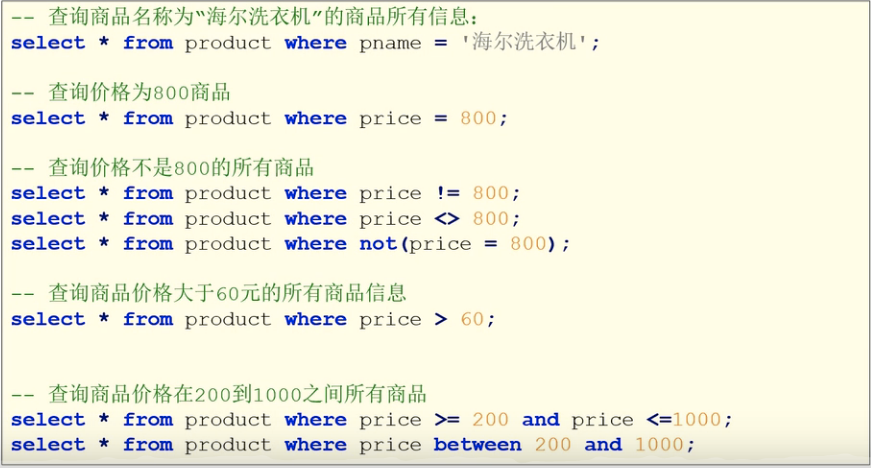 -- 查询商品名称为“海尔洗衣机”的商品所有信息：
select * from product where pname = '海尔洗衣机';
-- 查询价格为800商品
select * from product where price = 800;
-- 查询价格不是800的所有商品
select * from product where price != 800;
select * from product where price <> 800;
select * from product where not(price = 800);
-- 查询商品价格大于60元的所有商品信息
select * from product where price > 60;
-- 查询商品价格在200到1000之间所有商品
select * from product where price >= 200 and price <=1000;
select * from product where price between 200 and 1000;